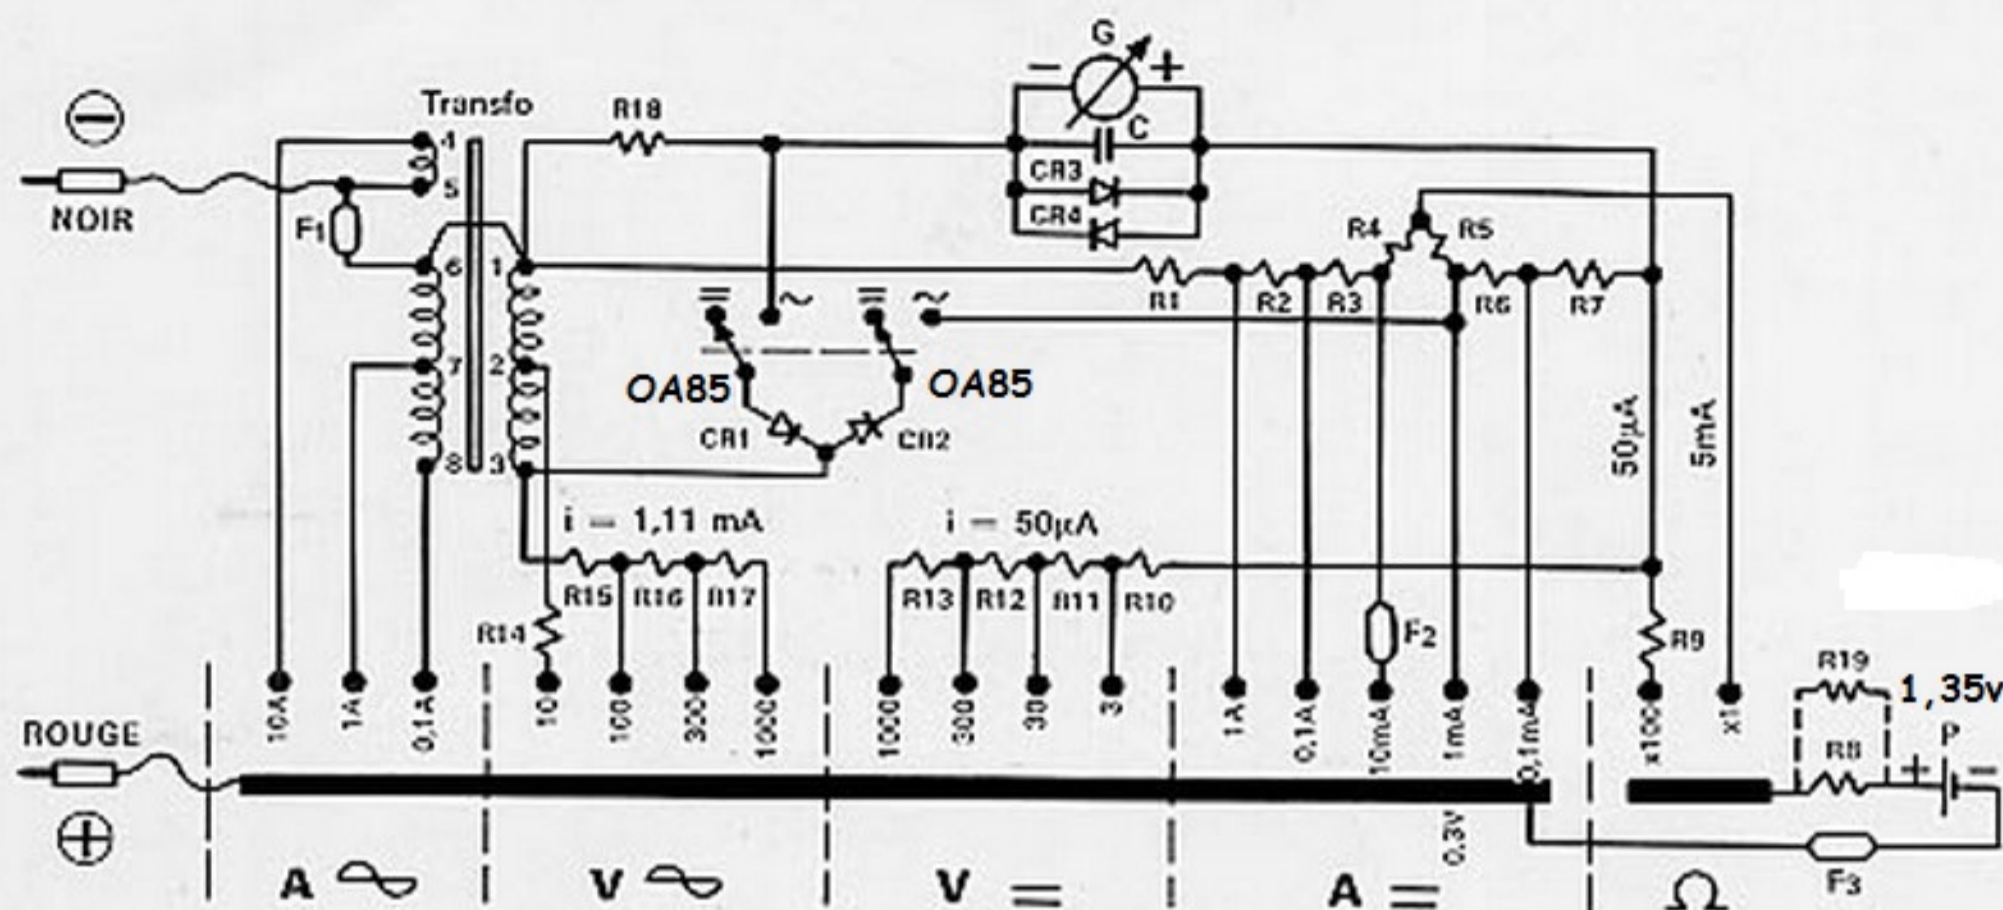 G
Transfo
R18
− +
4
C
CR3
NOIR
5
CR4
F1
R4 R5
6 1
= ~ = ~
R1 R2 R3 R6 R7
7 2
OA85 OA85
CR1 CR2
50µA
5mA
8 3
i = 1,11 mA
i = 50µA
R15 R16 R17
R13 R12 R11 R10
R14
F2
R9
R19
1,35v
ROUGE
10A 1A 0,1A
10 100 300 1000
1000 300 30 3
1A 0,1A 10mA 1mA 0,1mA
x100 x1
R8
+ P −
0,3V
F3
A V V = A = Ω